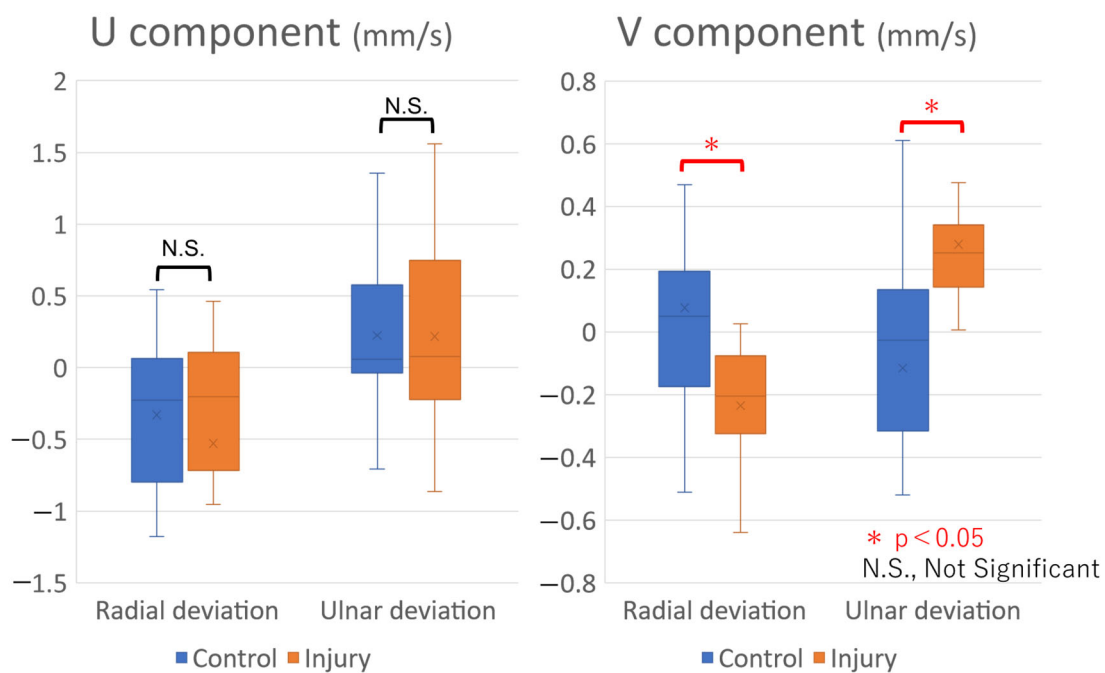 U component (mm/s)
2
1.5
1
0.5
0
−0.5
−1
−1.5
N.S.
N.S.
Radial deviation
Ulnar deviation
Control
Injury
V component (mm/s)
0.8
0.6
0.4
0.2
0
−0.2
−0.4
−0.6
−0.8
*
*
* p<0.05
N.S., Not Significant
Radial deviation
Ulnar deviation
Control
Injury